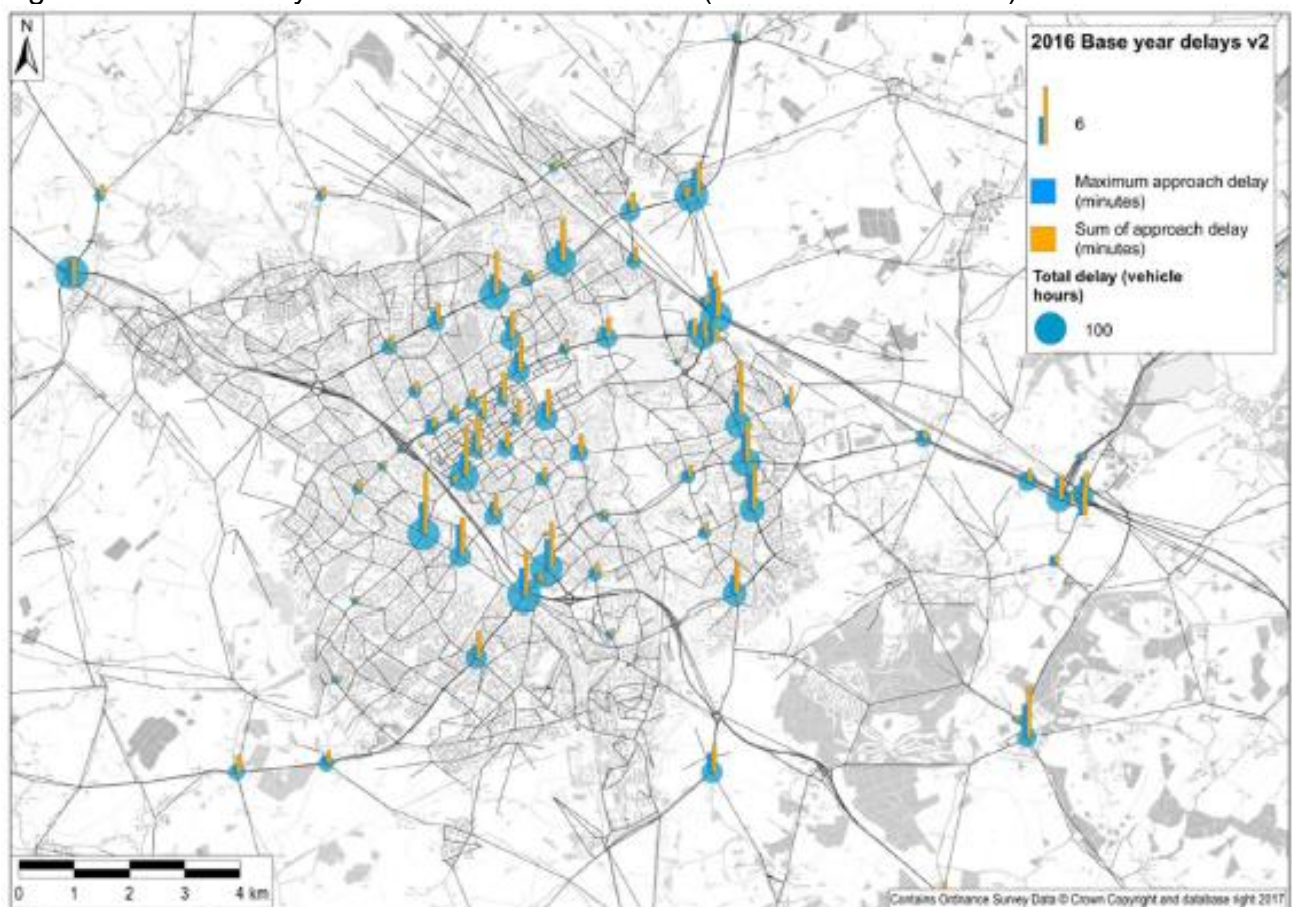 N
2016 Base year delays v2
6
Maximum approach delay
(minutes)
Sum of approach delay
(minutes)
Total delay (vehicle
hours)
100
0 1 2 3 4 km
Contains Ordnance Survey Data © Crown Copyright and database right 2017